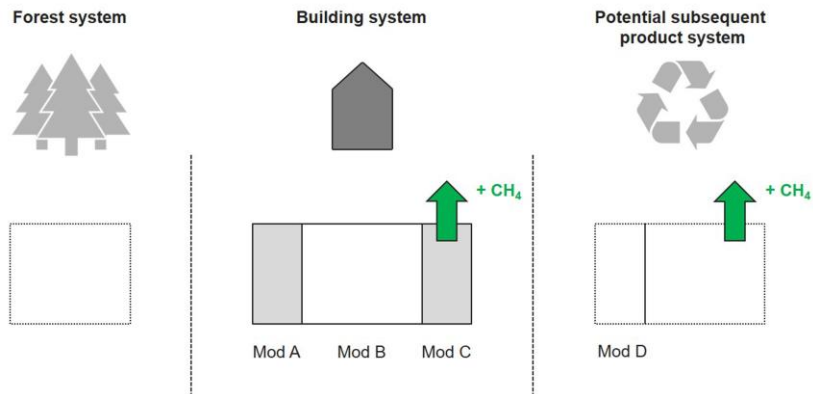 Forest system
Building system
Potential subsequent
product system
+ CH₄
+ CH₄
Mod A
Mod B
Mod C
Mod D